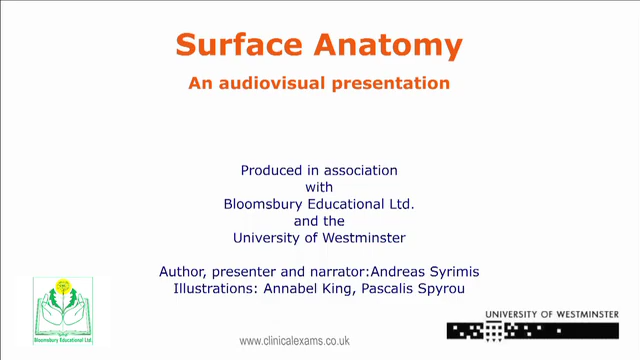 Surface Anatomy
An audiovisual presentation
Produced in association
with
Bloomsbury Educational Ltd.
and the
University of Westminster
Author, presenter and narrator:Andreas Syrimis
Illustrations: Annabel King, Pascalis Spyrou
Bloomsbury Educational Ltd.
UNIVERSITY OF WESTMINSTER
www.clinicalexams.co.uk